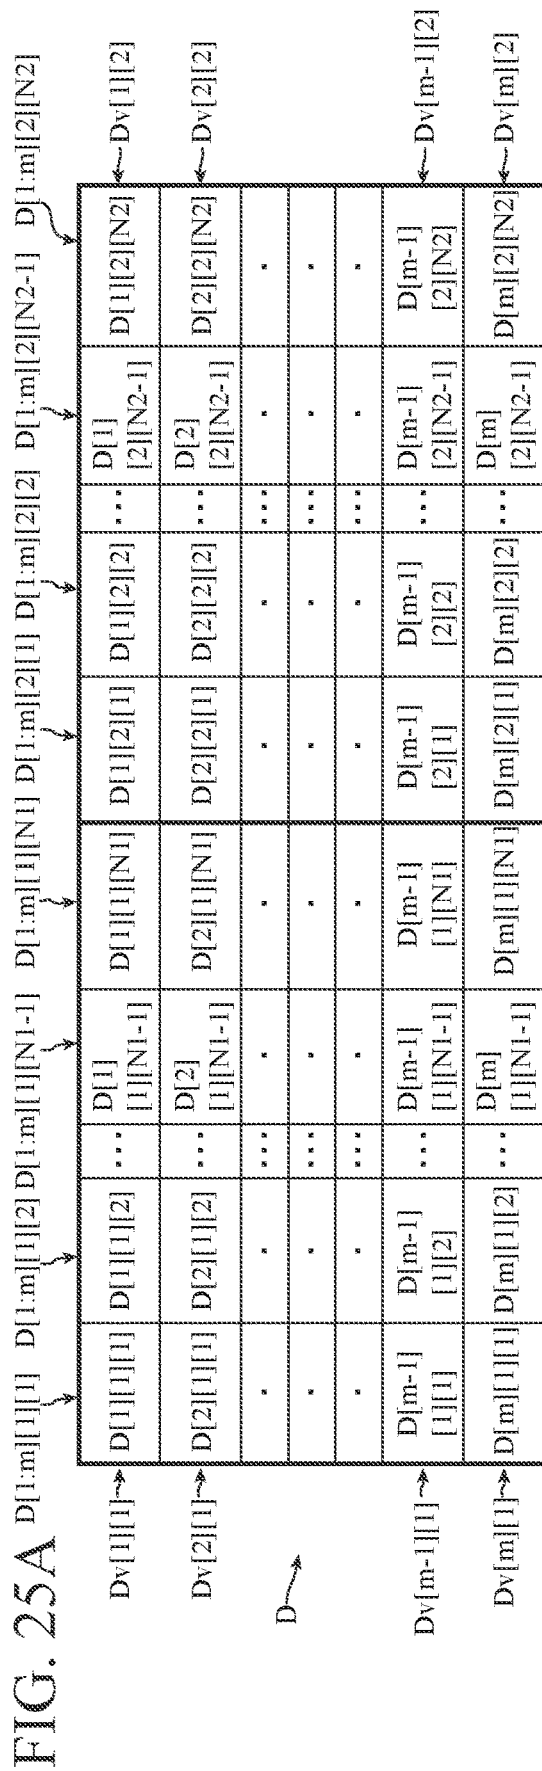 FIG. 25A
D[1:m][1][1] D[1:m][1][2] D[1:m][1][N1-1] D[1:m][1][N1] D[1:m][2][1] D[1:m][2][2] D[1:m][2][N2-1] D[1:m][2][N2]
Dv[1][1] D[1][1][1] D[1][1][2] ... D[1] [1][N1-1] D[1][1][N1] D[1][2][1] D[1][2][2] ... D[1] [2][N2-1] D[1][2][N2] Dv[1][2]
Dv[2][1] D[2][1][1] D[2][1][2] ... D[2] [1][N1-1] D[2][1][N1] D[2][2][1] D[2][2][2] ... D[2] [2][N2-1] D[2][2][N2] Dv[2][2]
. . ... . . . . ... . .
D . . ... . . . . ... . .
. . ... . . . . ... . .
Dv[m-1][1] D[m-1] [1][1] D[m-1] [1][2] ... D[m-1] [1][N1-1] D[m-1] [1][N1] D[m-1] [2][1] D[m-1] [2][2] ... D[m-1] [2][N2-1] D[m-1] [2][N2] Dv[m-1][2]
Dv[m][1] D[m][1][1] D[m][1][2] ... D[m] [1][N1-1] D[m][1][N1] D[m][2][1] D[m][2][2] ... D[m] [2][N2-1] D[m][2][N2] Dv[m][2]